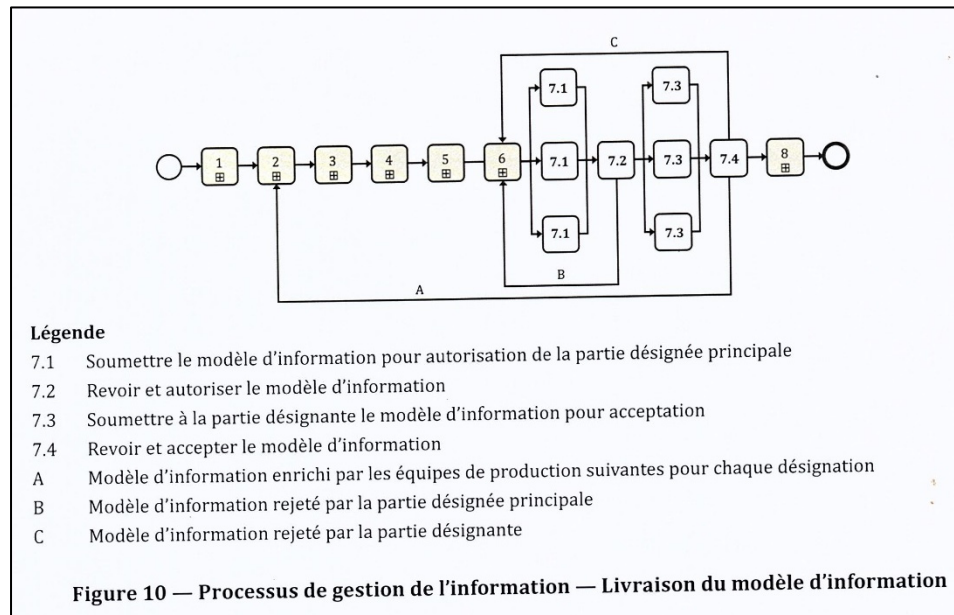 C
7.1 7.3
1 2 3 4 5 6 7.1 7.2 7.3 7.4 8
7.1 7.3
B
A
Légende
7.1 Soumettre le modèle d'information pour autorisation de la partie désignée principale
7.2 Revoir et autoriser le modèle d'information
7.3 Soumettre à la partie désignante le modèle d'information pour acceptation
7.4 Revoir et accepter le modèle d'information
A Modèle d'information enrichi par les équipes de production suivantes pour chaque désignation
B Modèle d'information rejeté par la partie désignée principale
C Modèle d'information rejeté par la partie désignante
Figure 10 — Processus de gestion de l'information — Livraison du modèle d'information